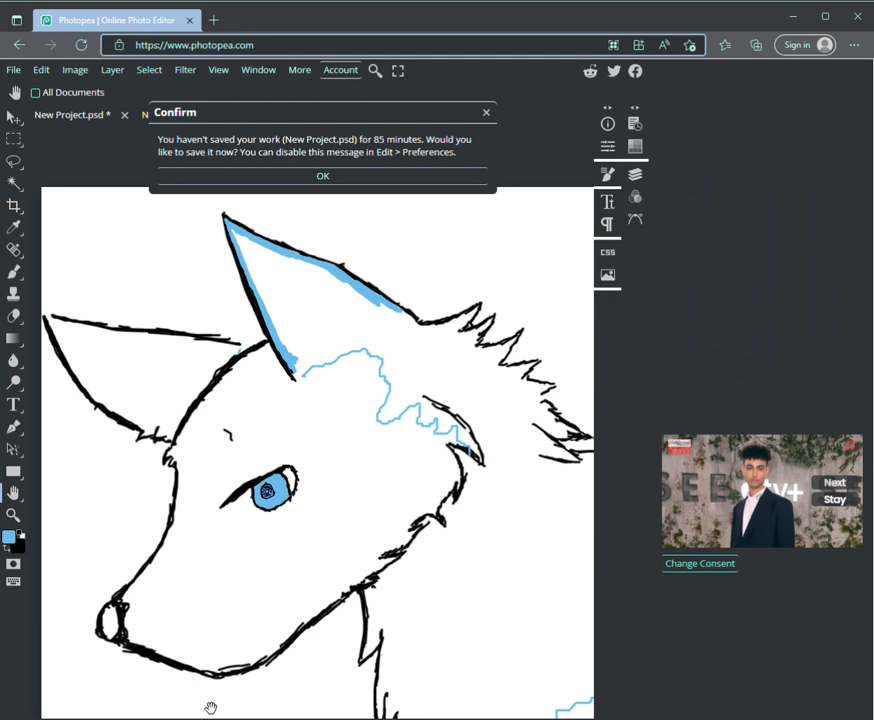 Photopea | Online Photo Editor
https://www.photopea.com
Sign in
File Edit Image Layer Select Filter View Window More Account
All Documents
New Project.psd *
N
Confirm
You haven't saved your work (New Project.psd) for 85 minutes. Would you
like to save it now? You can disable this message in Edit > Preferences.
OK
CSS
SEE
tv+
Next
Stay
Change Consent